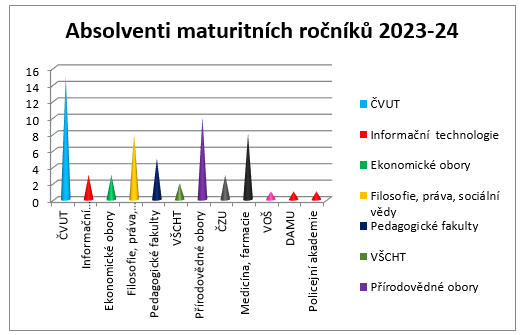 Absolventi maturitních ročníků 2023-24
16
14
12
10
8
6
4
2
0
ČVUT
Informační…
Ekonomické obory
Filosofie, práva,…
Pedagogické fakulty
VŠCHT
Přírodovědné obory
ČZU
Medicína, farmacie
VOŠ
DAMU
Policejní akademie
ČVUT
Informační technologie
Ekonomické obory
Filosofie, práva, sociální
vědy
Pedagogické fakulty
VŠCHT
Přírodovědné obory